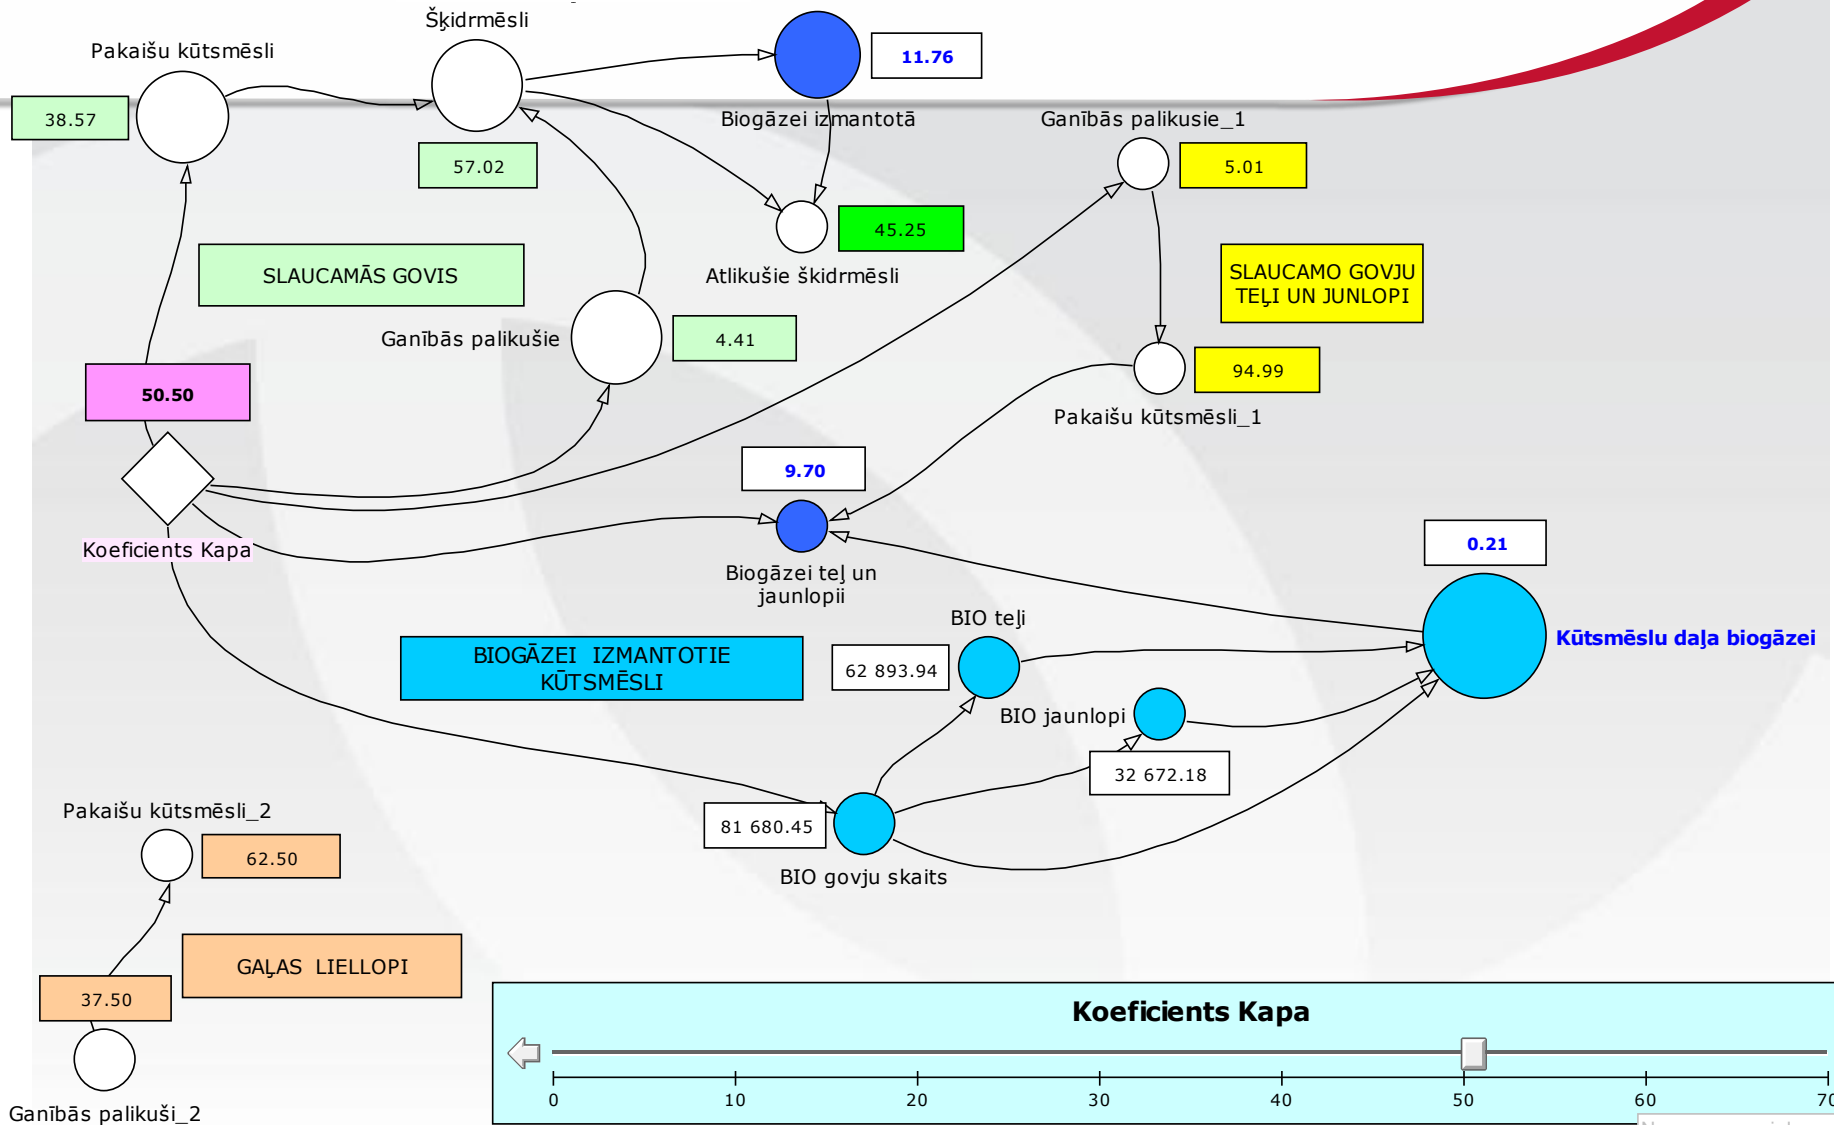 Šķidrmēsli
Pakaišu kūtsmēsli
11.76
38.57
Biogāzei izmantotā
Ganībās palikusie_1
57.02
5.01
45.25
SLAUCAMĀS GOVIS
Atlikušie škidrmēsli
SLAUCAMO GOVJU
TEĻI UN JUNLOPI
Ganībās palikušie
4.41
94.99
50.50
Pakaišu kūtsmēsli_1
9.70
Koeficients Kapa
0.21
Biogāzei teļ un
jaunlopii
BIO teļi
Kūtsmēslu daļa biogāzei
BIOGĀZEI IZMANTOTIE
KŪTSMĒSLI
62 893.94
BIO jaunlopi
32 672.18
Pakaišu kūtsmēsli_2
81 680.45
62.50
BIO govju skaits
GAĻAS LIELLOPI
37.50
Koeficients Kapa
0 10 20 30 40 50 60 70
Ganībās palikuši_2